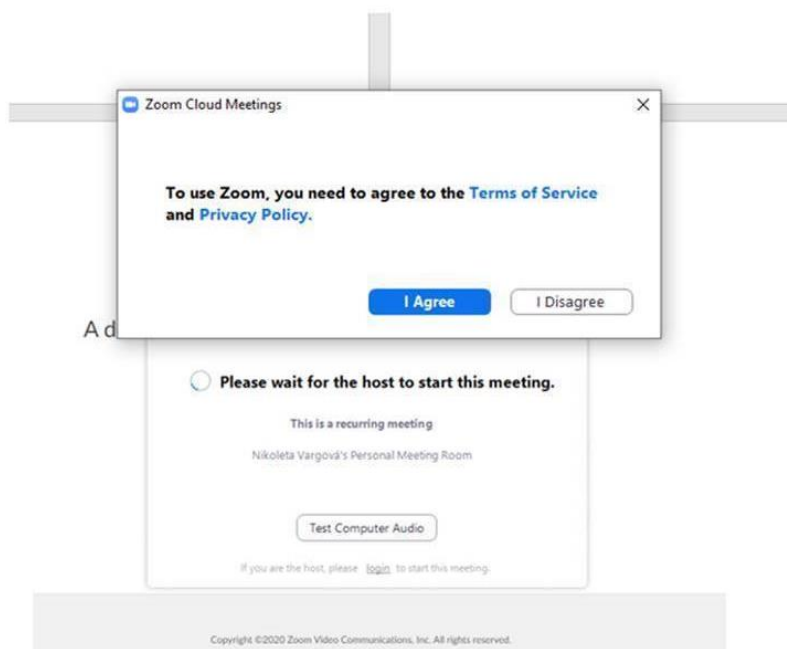 Zoom Cloud Meetings
To use Zoom, you need to agree to the Terms of Service
and Privacy Policy.
I Agree
I Disagree
A d
Please wait for the host to start this meeting.
This is a recurring meeting
Nikoleta Vargová's Personal Meeting Room
Test Computer Audio
If you are the host, please login to start this meeting.
Copyright ©2020 Zoom Video Communications, Inc. All rights reserved.